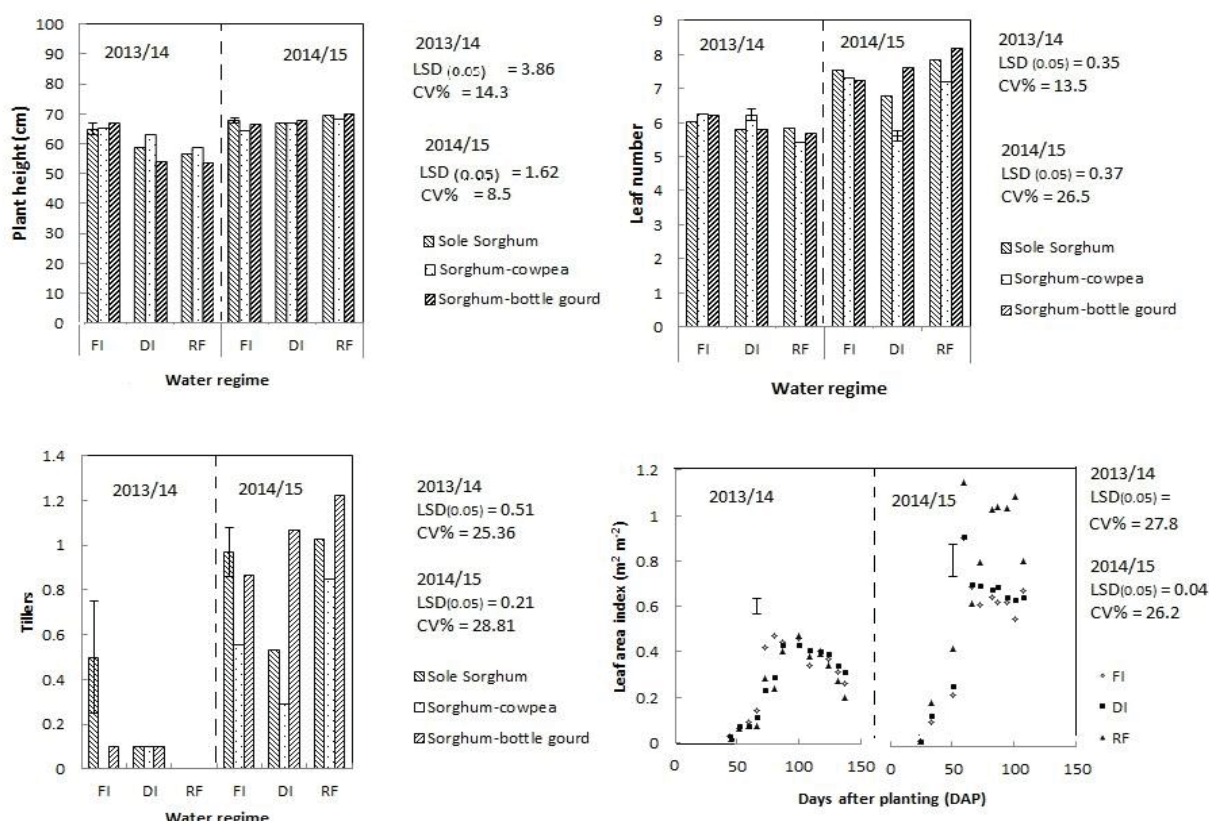 Plant height (cm)
100
90
80
70
60
50
40
30
20
10
0
2013/14
2014/15
FI
DI
RF
FI
DI
RF
Water regime
2013/14
LSD (0.05) = 3.86
CV% = 14.3
2014/15
LSD (0.05) = 1.62
CV% = 8.5
Sole Sorghum
Sorghum-cowpea
Sorghum-bottle gourd
Leaf number
9
8
7
6
5
4
3
2
1
0
2013/14
2014/15
FI
DI
RF
FI
DI
RF
Water regime
2013/14
LSD (0.05) = 0.35
CV% = 13.5
2014/15
LSD (0.05) = 0.37
CV% = 26.5
Sole Sorghum
Sorghum-cowpea
Sorghum-bottle gourd
Tillers
1.4
1.2
1
0.8
0.6
0.4
0.2
0
2013/14
2014/15
FI
DI
RF
FI
DI
RF
Water regime
2013/14
LSD(0.05) = 0.51
CV% = 25.36
2014/15
LSD(0.05) = 0.21
CV% = 28.81
Sole Sorghum
Sorghum-cowpea
Sorghum-bottle gourd
Leaf area index (m² m⁻²)
1.2
1
0.8
0.6
0.4
0.2
0
2013/14
2014/15
0
50
100
150
0
50
100
150
Days after planting (DAP)
2013/14
LSD(0.05) =
CV% = 27.8
2014/15
LSD(0.05) = 0.04
CV% = 26.2
FI
DI
RF